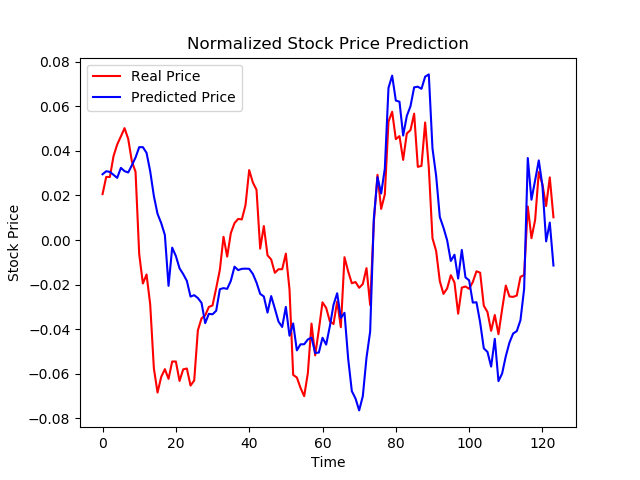 Normalized Stock Price Prediction
Real Price
Predicted Price
Stock Price
0.08
0.06
0.04
0.02
0.00
−0.02
−0.04
−0.06
−0.08
0 20 40 60 80 100 120
Time